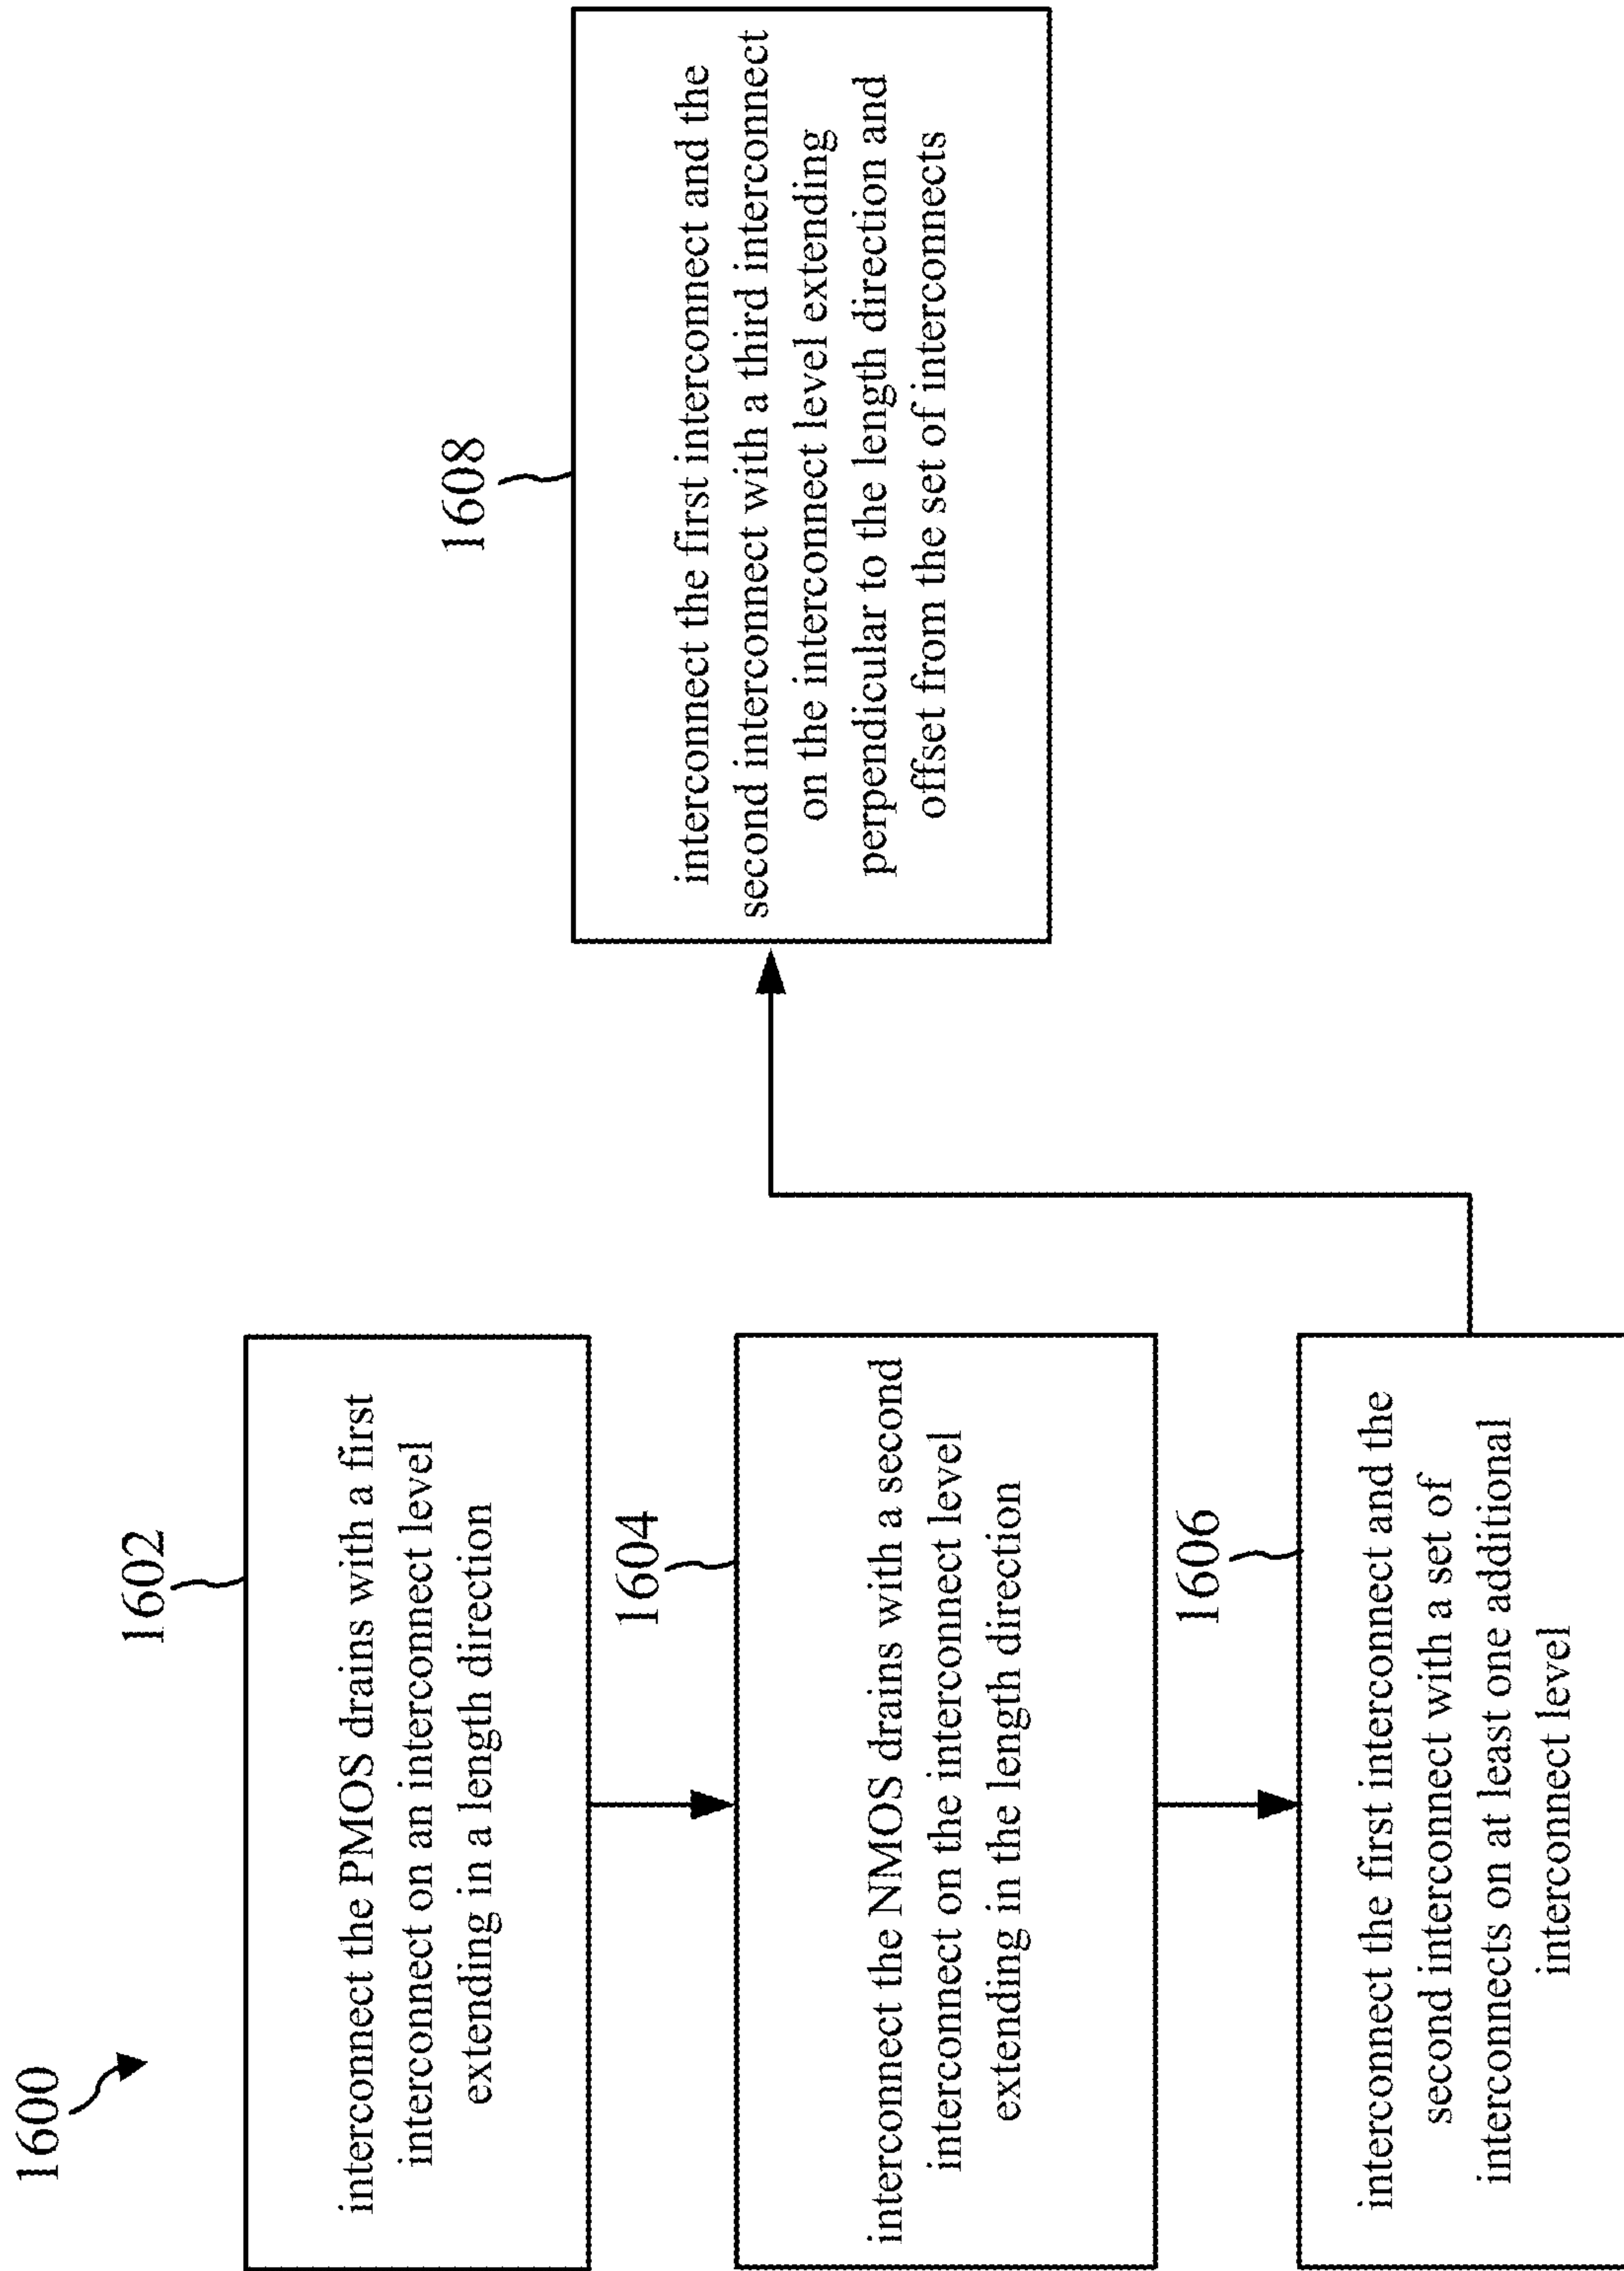 1600
1602
interconnect the PMOS drains with a first
interconnect on an interconnect level
extending in a length direction
1604
interconnect the NMOS drains with a second
interconnect on the interconnect level
extending in the length direction
1606
interconnect the first interconnect and the
second interconnect with a set of
interconnects on at least one additional
interconnect level
1608
interconnect the first interconnect and the
second interconnect with a third interconnect
on the interconnect level extending
perpendicular to the length direction and
offset from the set of interconnects